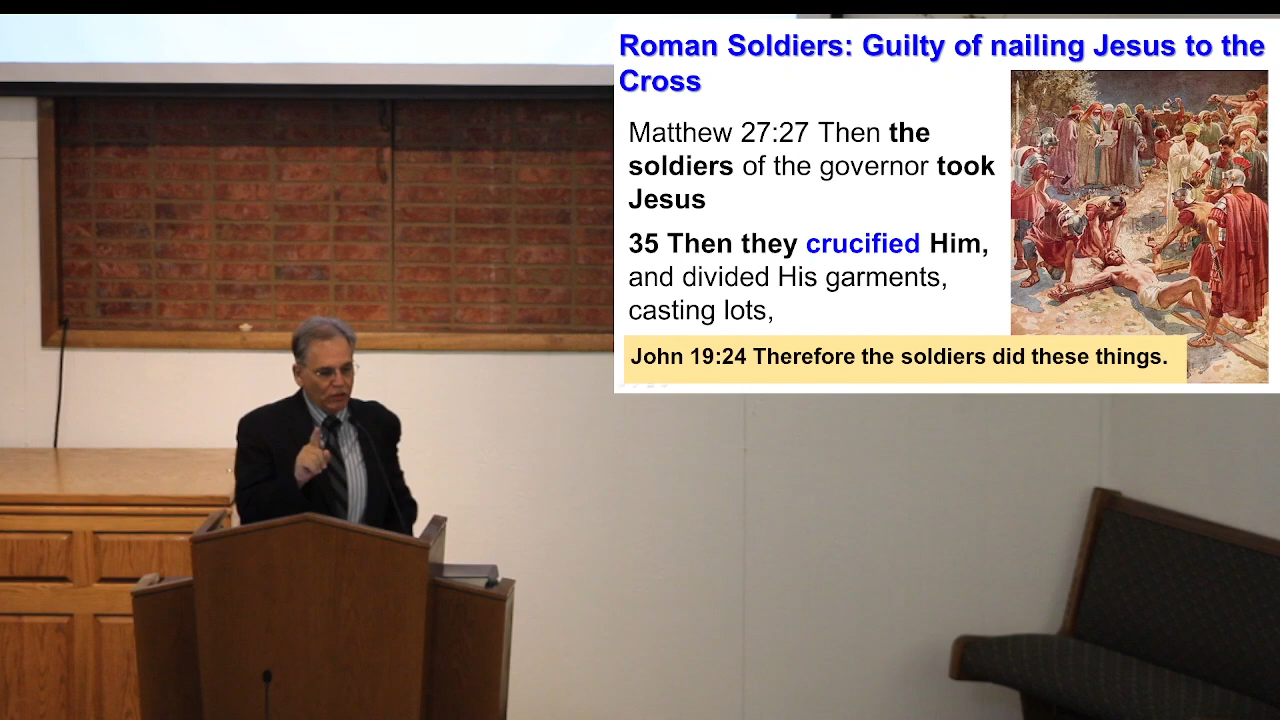 Roman Soldiers: Guilty of nailing Jesus to the
Cross
Matthew 27:27 Then the
soldiers of the governor took
Jesus
35 Then they crucified Him,
and divided His garments,
casting lots,
John 19:24 Therefore the soldiers did these things.